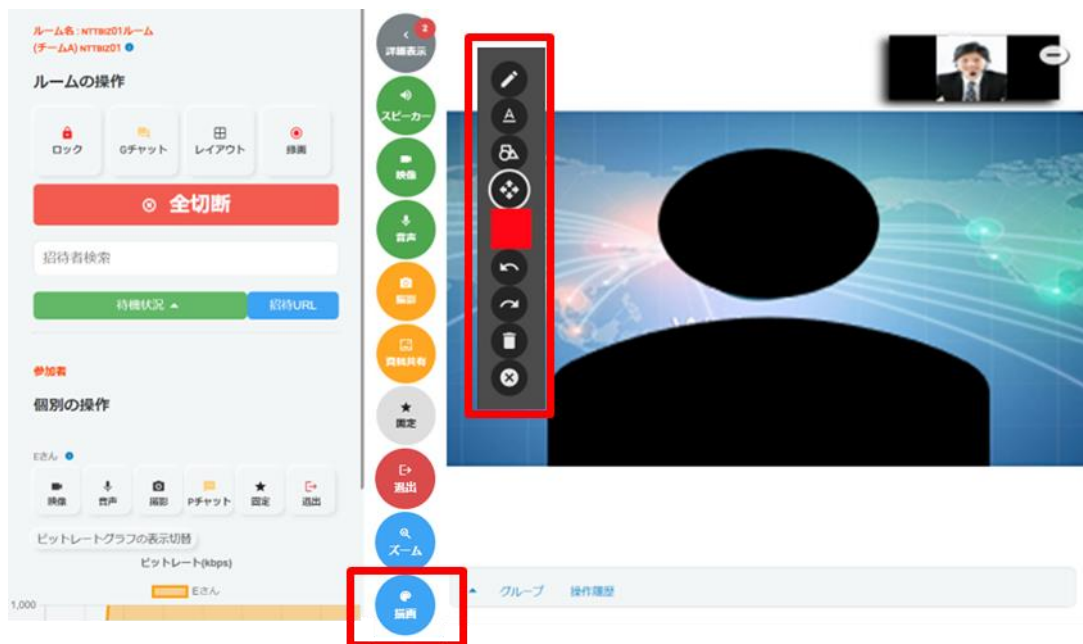 ルーム名 : NTTBIZ01ルーム
(チームA) NTTBIZ01
ルームの操作
ロック
Gチャット
レイアウト
録画
全切断
招待者検索
待機状況
招待URL
参加者
個別の操作
Eさん
映像
音声
撮影
Pチャット
固定
退出
ビットレートグラフの表示切替
ビットレート(kbps)
Eさん
1,000
詳細表示
スピーカー
映像
音声
撮影
資料共有
固定
退出
ズーム
描画
A
グループ
操作履歴